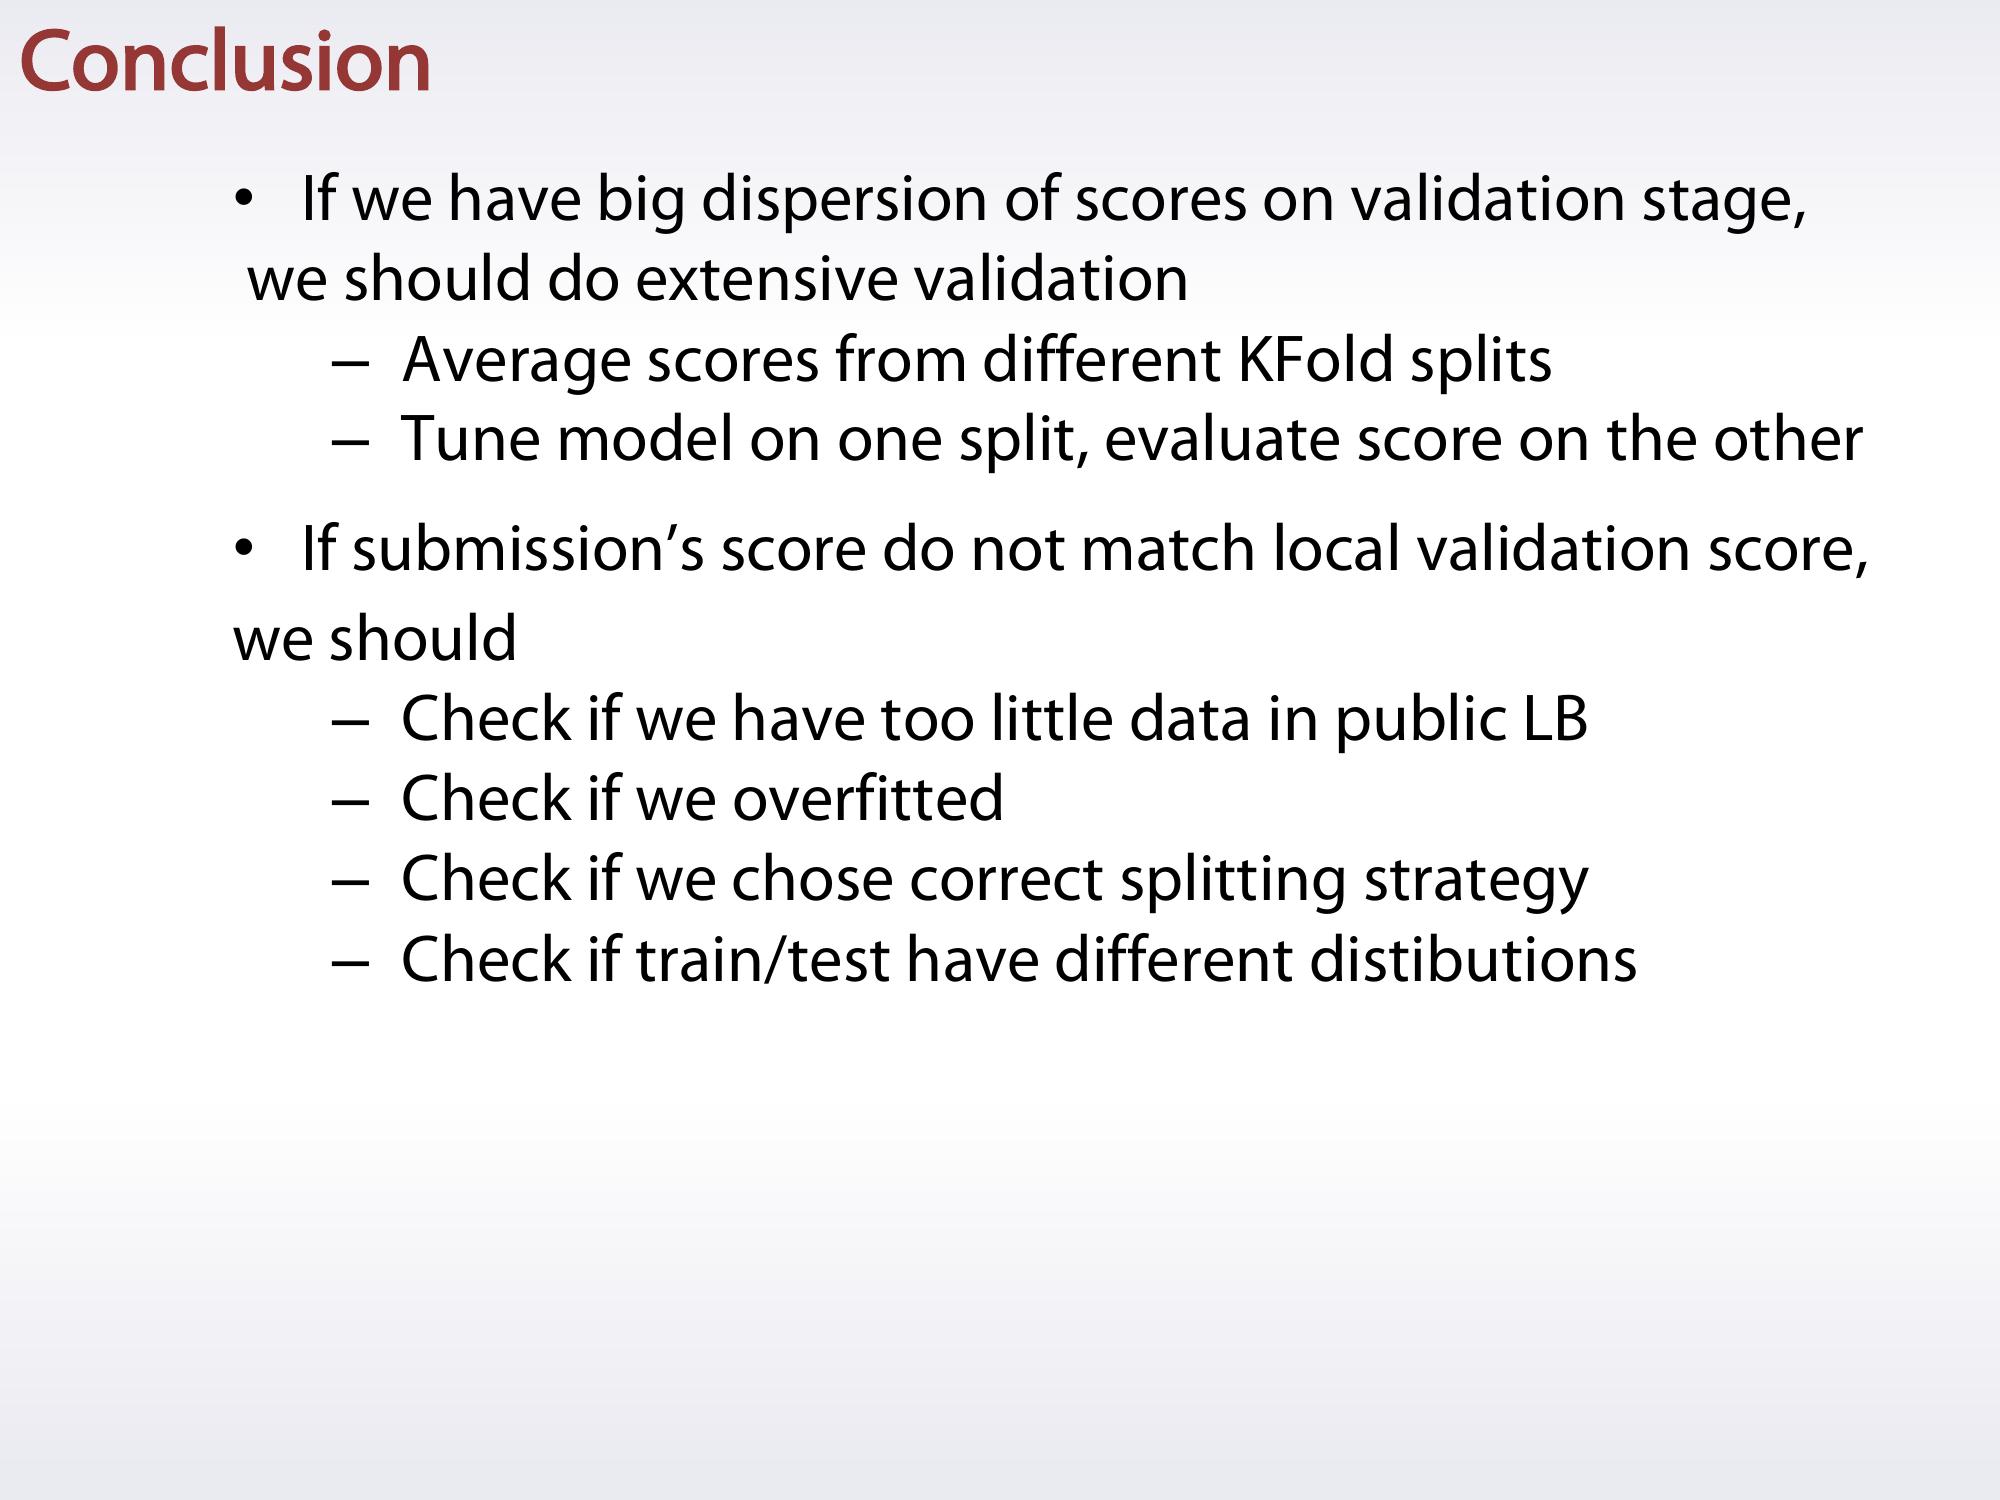 Conclusion
• If we have big dispersion of scores on validation stage,
we should do extensive validation
– Average scores from different KFold splits
– Tune model on one split, evaluate score on the other
• If submission’s score do not match local validation score,
we should
– Check if we have too little data in public LB
– Check if we overfitted
– Check if we chose correct splitting strategy
– Check if train/test have different distibutions